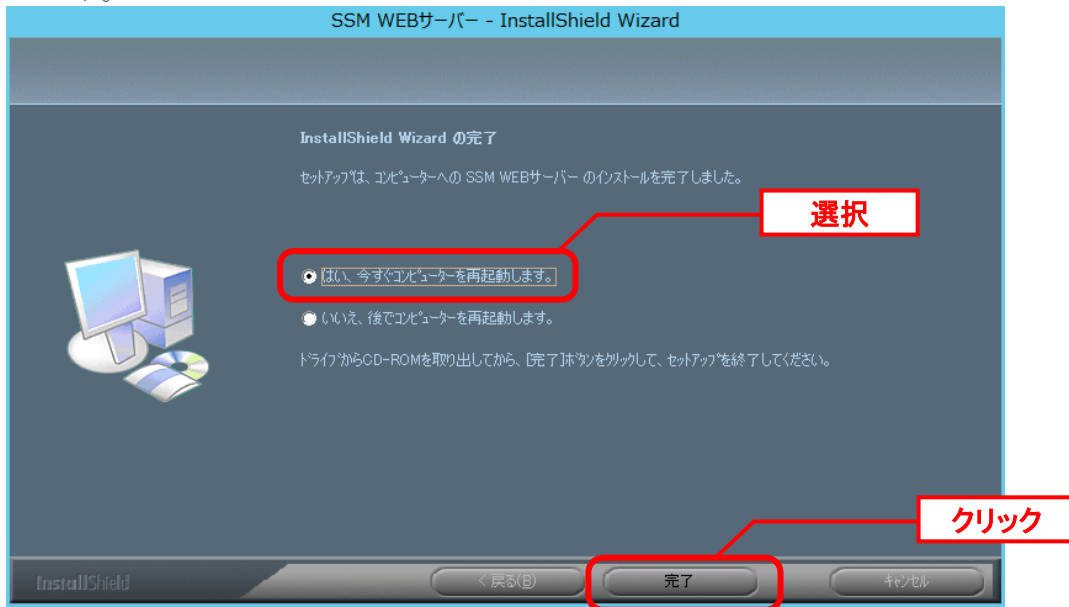 SSM WEBサーバー - InstallShield Wizard
InstallShield Wizard の完了
セットアップは、コンピューターへの SSM WEBサーバー のインストールを完了しました。
選択
はい、今すぐコンピューターを再起動します。
いいえ、後でコンピューターを再起動します。
ドライブからCD-ROMを取り出してから、[完了]ボタンをクリックして、セットアップを終了してください。
クリック
InstallShield
< 戻る(B)
完了
キャンセル